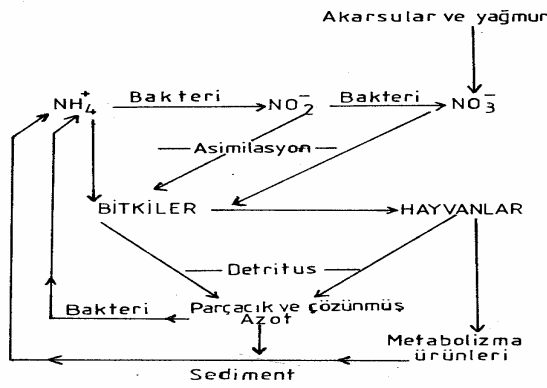 Akarsular ve yağmur
NH₄⁺ Bakteri NO₂⁻ Bakteri NO₃⁻
Asimilasyon
BİTKİLER HAYVANLAR
Detritus
Bakteri Parçacık ve çözünmüş
Azot
Metabolizma
ürünleri
Sediment